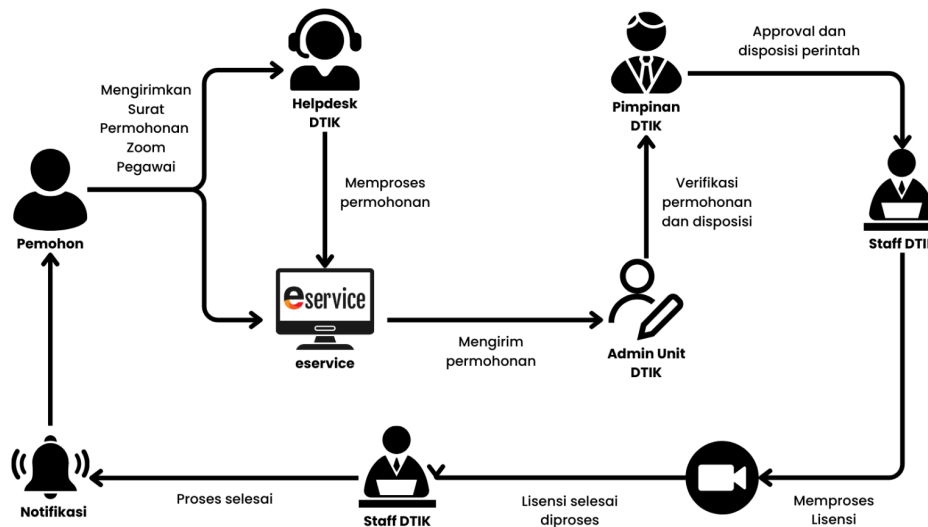 Mengirimkan
Surat
Permohonan
Zoom
Pegawai
Pemohon
Helpdesk
DTIK
Memproses
permohonan
eservice
eservice
Mengirim
permohonan
Admin Unit
DTIK
Verifikasi
permohonan
dan disposisi
Pimpinan
DTIK
Approval dan
disposisi perintah
Staff DTIK
Memproses
Lisensi
Lisensi selesai
diproses
Staff DTIK
Proses selesai
Notifikasi